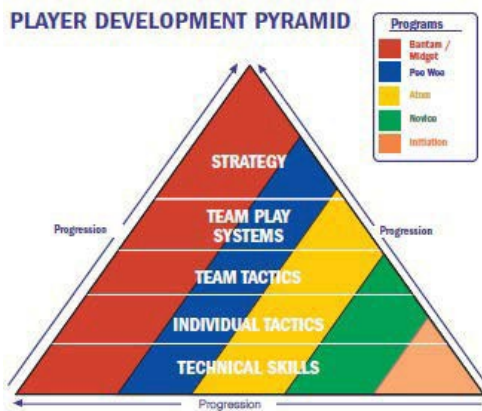 PLAYER DEVELOPMENT PYRAMID
Programs
Bantam /
Midget
Pee Wee
Atom
Novice
Initiation
STRATEGY
TEAM PLAY
SYSTEMS
Progression
Progression
TEAM TACTICS
INDIVIDUAL TACTICS
TECHNICAL SKILLS
Progression